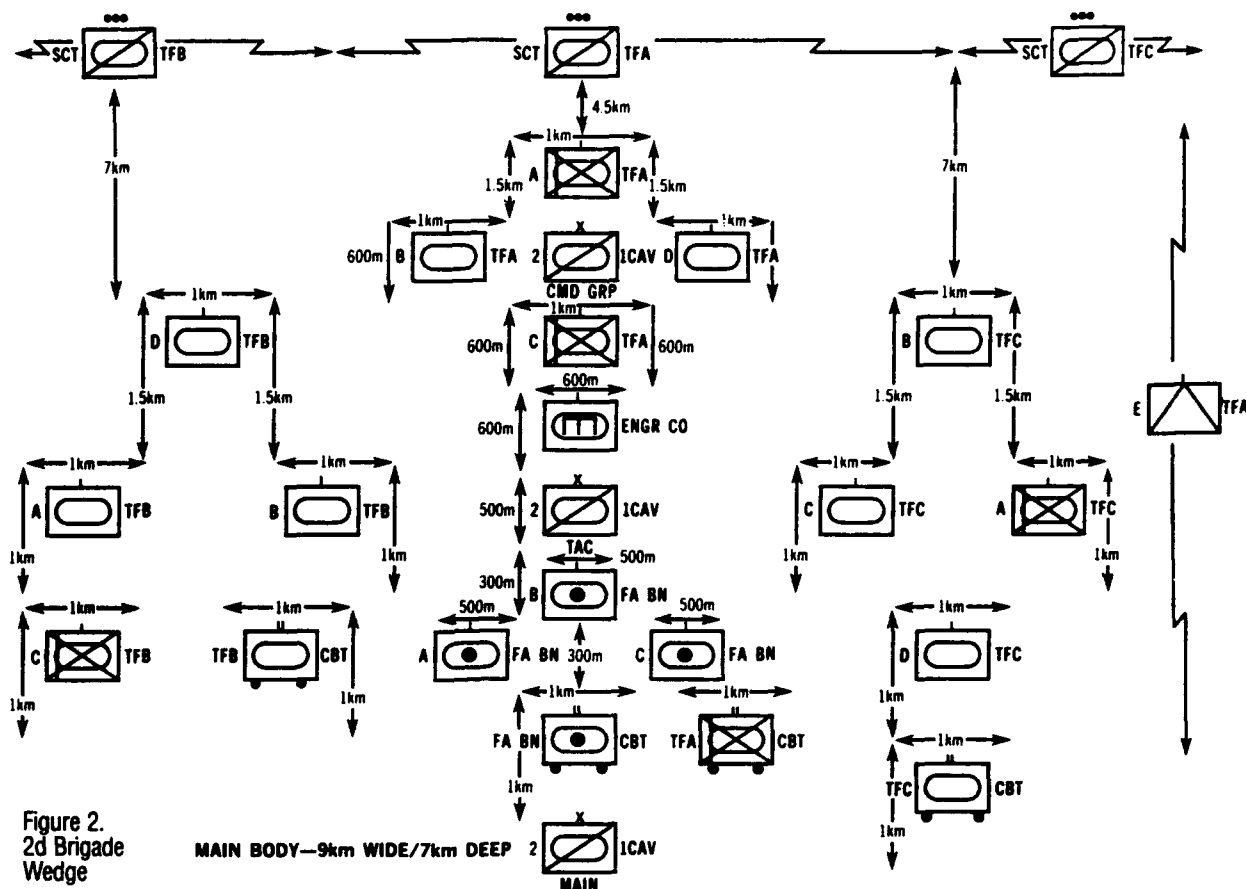 SCT TFB
SCT TFA
SCT TFC
4.5km
1km
7km
1.5km
A TFA
1.5km
7km
1km
1km
600m
B TFA
2 1CAV
D TFA
600m
CMD GRP
1km
1km
1km
D TFB
600m
C TFA
600m
B TFC
600m
1.5km
1.5km
600m
ENGR CO
1.5km
1.5km
E TFA
1km
1km
1km
1km
A TFB
B TFB
500m
2 1CAV
C TFC
A TFC
TAC
500m
1km
1km
300m
B FA BN
1km
1km
1km
1km
500m
500m
1km
C TFB
TFB CBT
A FA BN
300m
C FA BN
D TFC
1km
1km
1km
1km
1km
1km
FA BN CBT
TFA CBT
1km
TFC CBT
1km
1km
Figure 2.
2d Brigade
Wedge
MAIN BODY—9km WIDE/7km DEEP
2 1CAV
MAIN